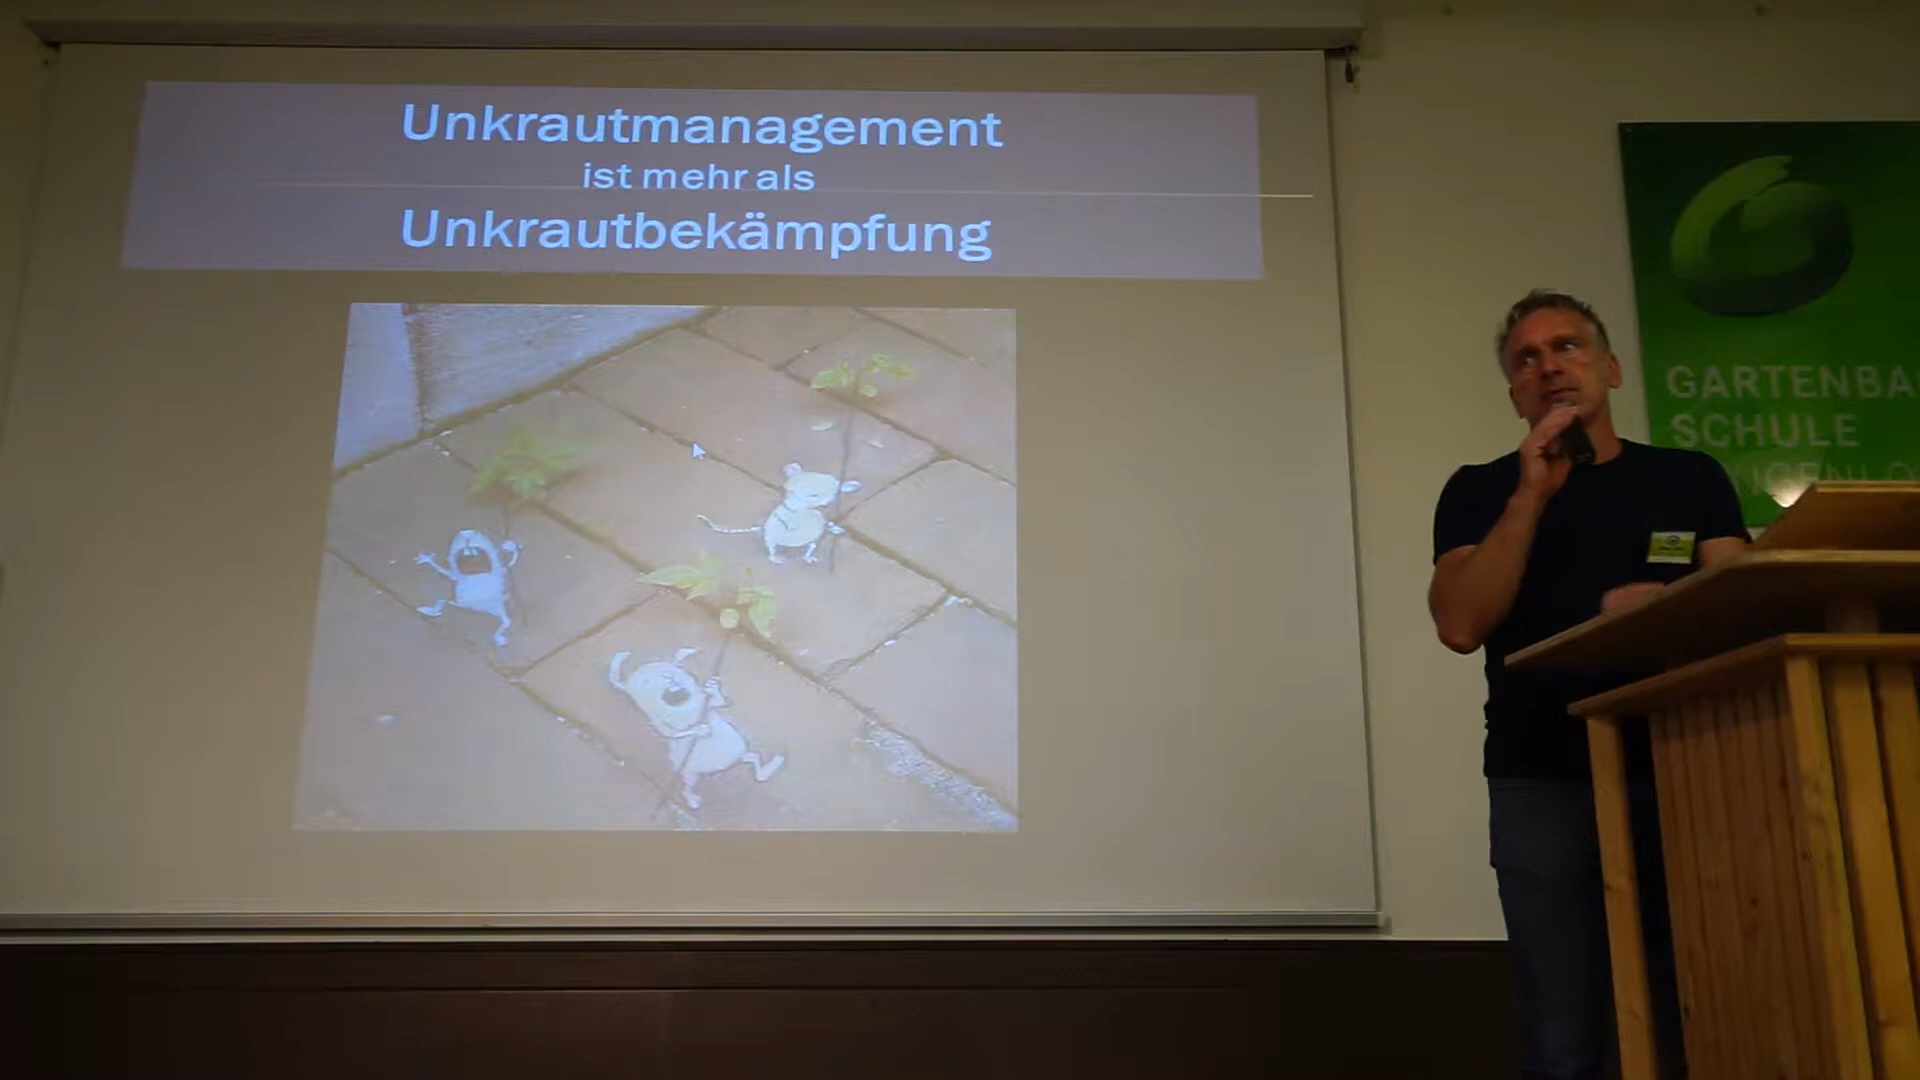 Unkrautmanagement
ist mehr als
Unkrautbekämpfung
GARTENBA
SCHULE